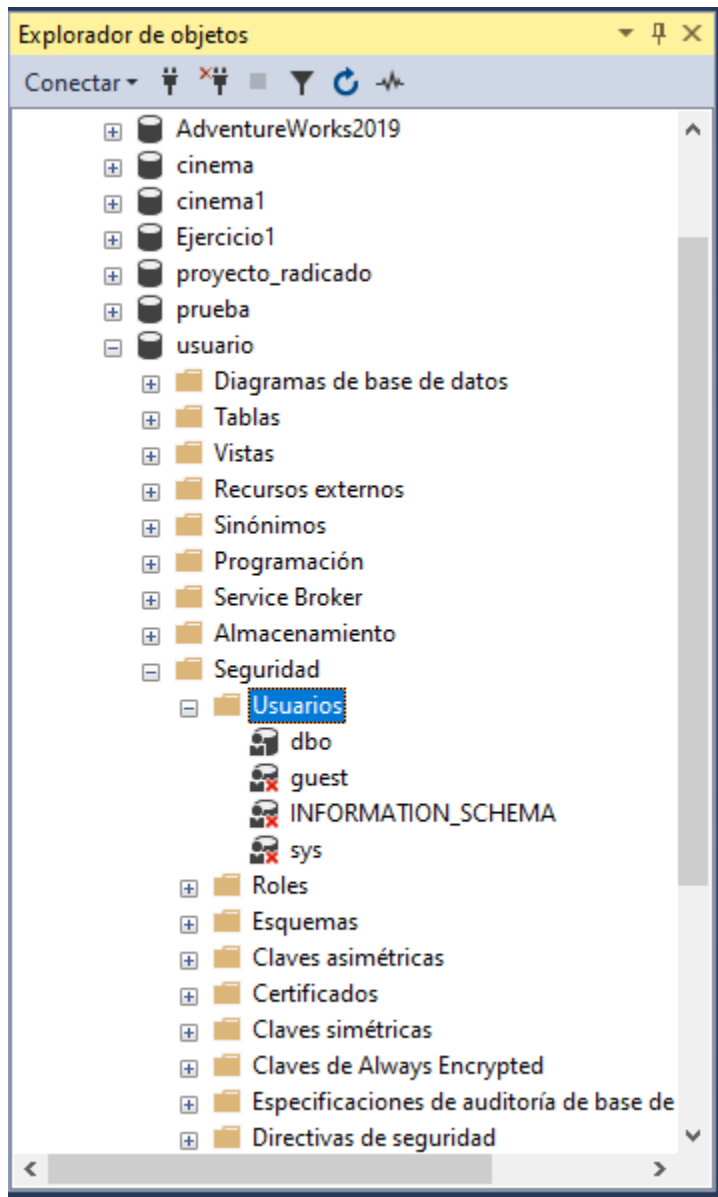 Explorador de objetos
Conectar
AdventureWorks2019
cinema
cinema1
Ejercicio1
proyecto_radicado
prueba
usuario
Diagramas de base de datos
Tablas
Vistas
Recursos externos
Sinónimos
Programación
Service Broker
Almacenamiento
Seguridad
Usuarios
dbo
guest
INFORMATION_SCHEMA
sys
Roles
Esquemas
Claves asimétricas
Certificados
Claves simétricas
Claves de Always Encrypted
Especificaciones de auditoría de base de
Directivas de seguridad